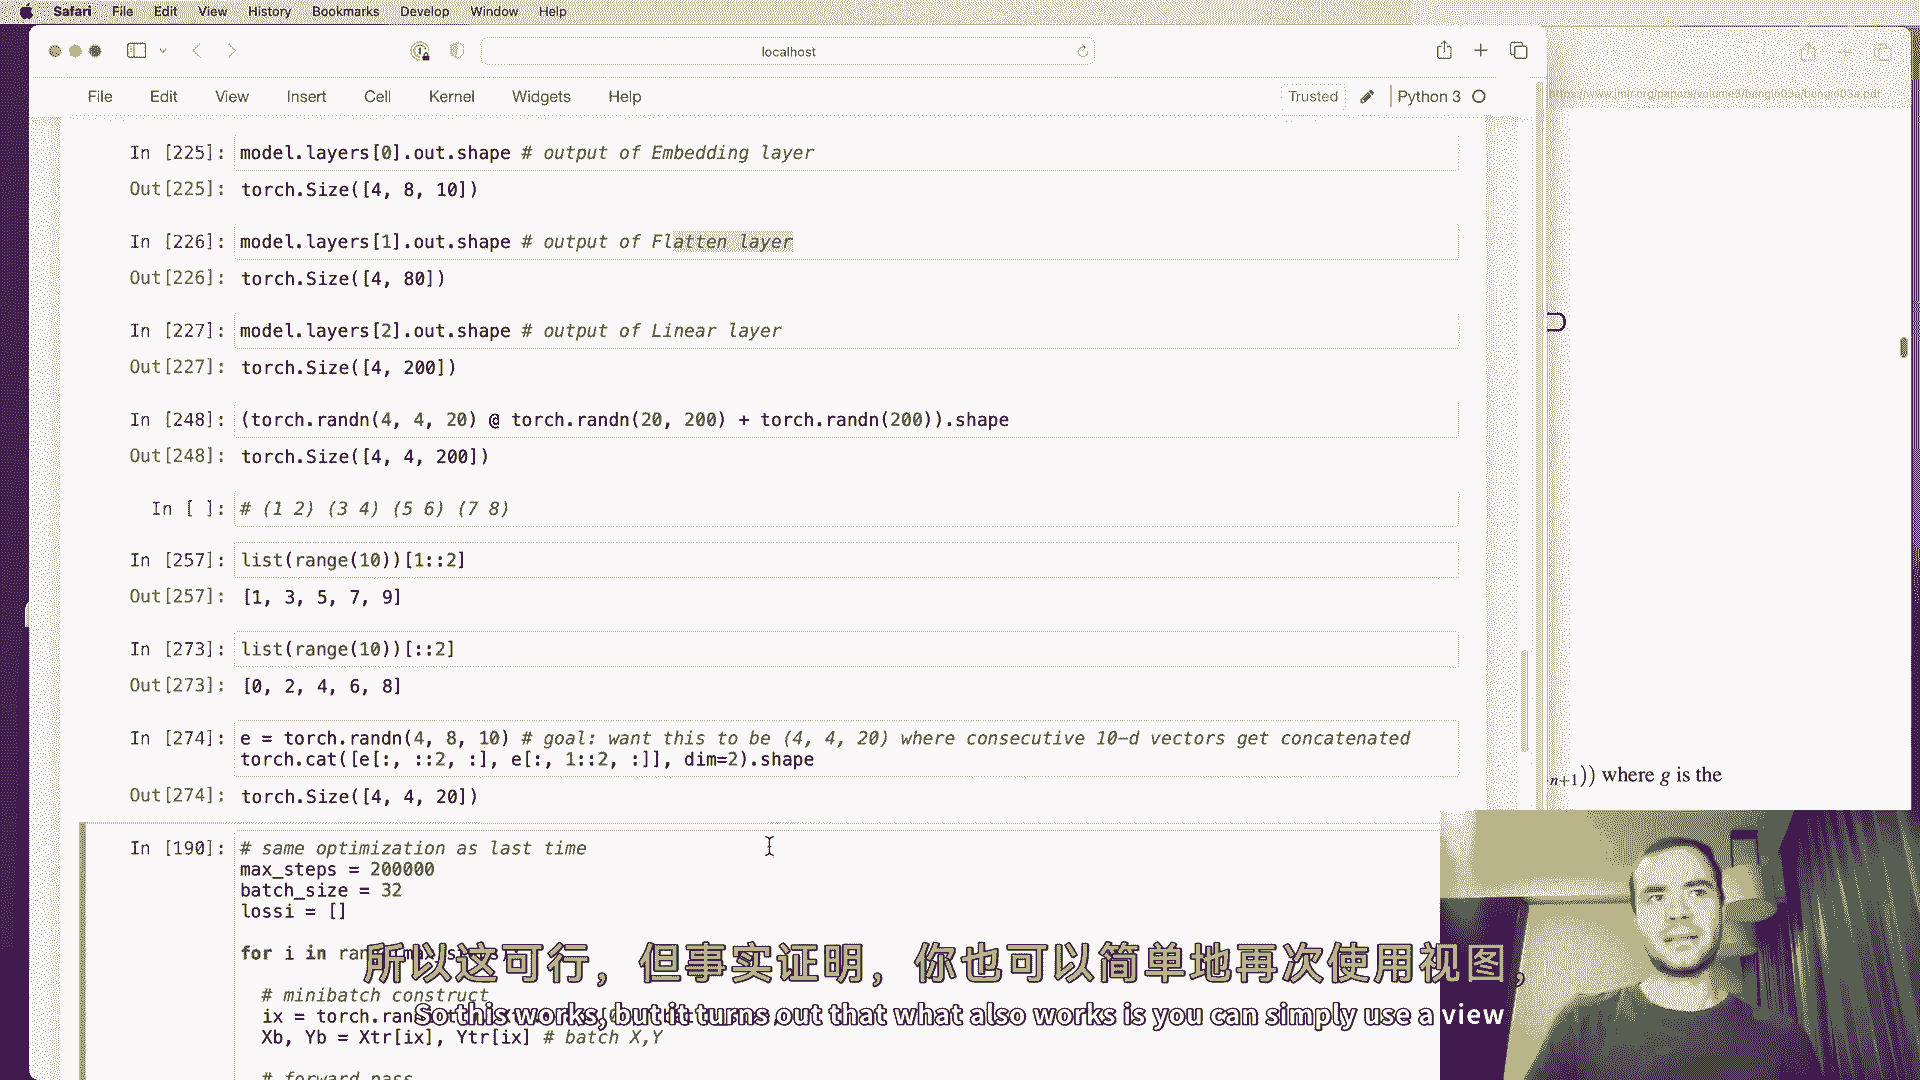 Safari File Edit View History Bookmarks Develop Window Help
localhost
File Edit View Insert Cell Kernel Widgets Help
Trusted Python 3
https://www.jmlr.org/papers/volume3/bengio03a/bengio03a.pdf
In [225]: model.layers[0].out.shape # output of Embedding layer
Out[225]: torch.Size([4, 8, 10])
In [226]: model.layers[1].out.shape # output of Flatten layer
Out[226]: torch.Size([4, 80])
In [227]: model.layers[2].out.shape # output of Linear layer
Out[227]: torch.Size([4, 200])
In [248]: (torch.randn(4, 4, 20) @ torch.randn(20, 200) + torch.randn(200)).shape
Out[248]: torch.Size([4, 4, 200])
In [ ]: # (1 2) (3 4) (5 6) (7 8)
In [257]: list(range(10))[1::2]
Out[257]: [1, 3, 5, 7, 9]
In [273]: list(range(10))[::2]
Out[273]: [0, 2, 4, 6, 8]
In [274]: e = torch.randn(4, 8, 10) # goal: want this to be (4, 4, 20) where consecutive 10-d vectors get concatenated
torch.cat([e[:, ::2, :], e[:, 1::2, :]], dim=2).shape
Out[274]: torch.Size([4, 4, 20])
n+1)) where g is the
In [190]: # same optimization as last time
max_steps = 200000
batch_size = 32
lossi = []
for i in
所以这可行，但事实证明，你也可以简单地再次使用视图，
# minibatch construct
ix =
So this works, but it turns out that what also works is you can simply use a view
Xb, Yb = Xtr[ix], Ytr[ix] # batch X,Y
# forward pass